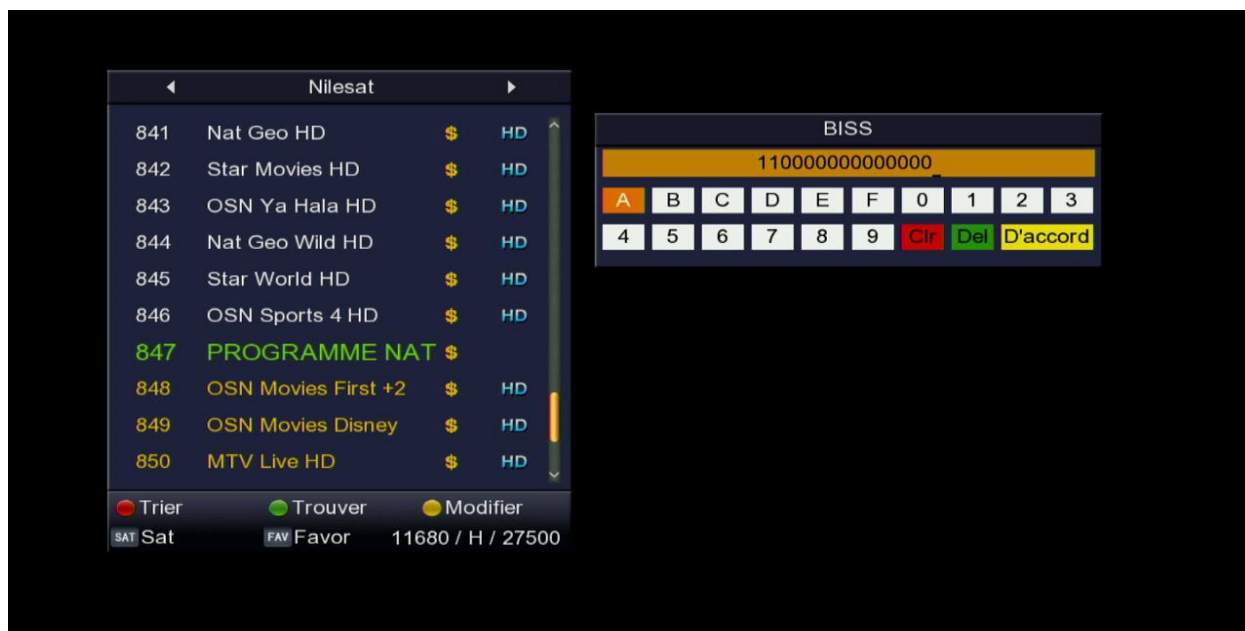 Nilesat
841 Nat Geo HD $ HD
842 Star Movies HD $ HD
843 OSN Ya Hala HD $ HD
844 Nat Geo Wild HD $ HD
845 Star World HD $ HD
846 OSN Sports 4 HD $ HD
847 PROGRAMME NAT $
848 OSN Movies First +2 $ HD
849 OSN Movies Disney $ HD
850 MTV Live HD $ HD
Trier Trouver Modifier
SAT Sat FAV Favor 11680 / H / 27500
BISS
110000000000000_
A B C D E F 0 1 2 3
4 5 6 7 8 9 Clr Del D'accord